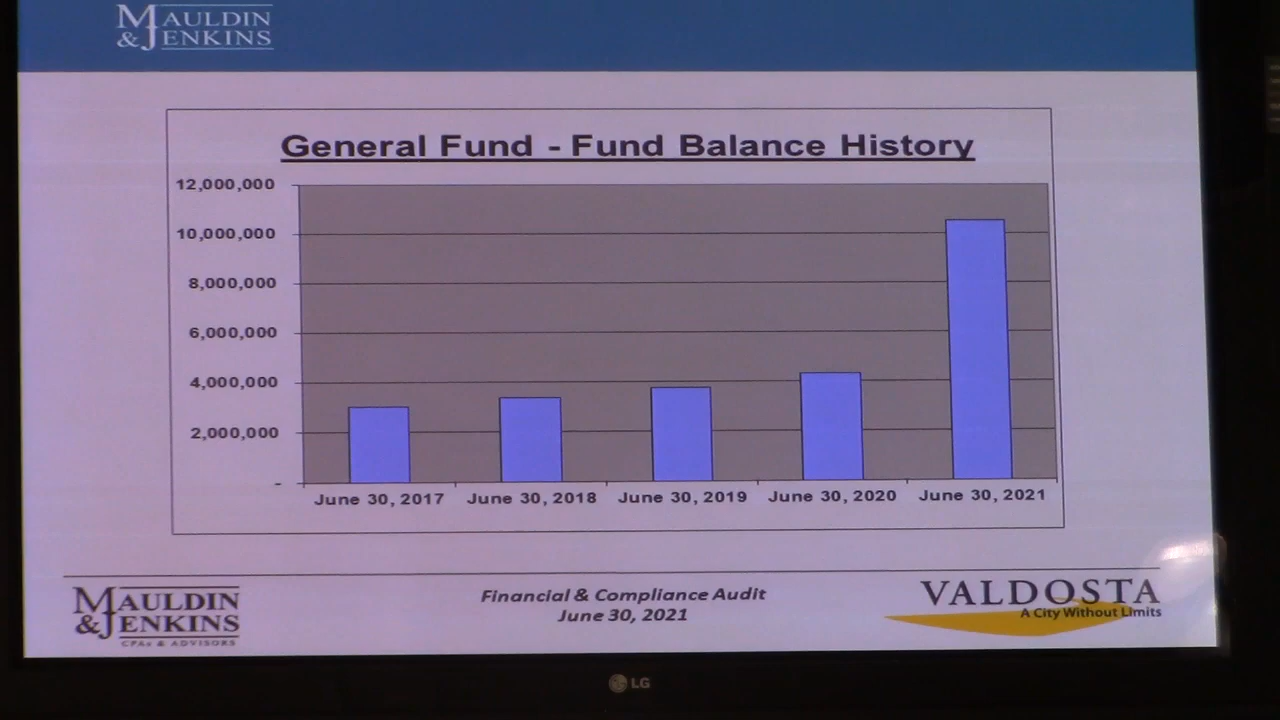 MAULDIN
& JENKINS
General Fund - Fund Balance History
12,000,000
10,000,000
8,000,000
6,000,000
4,000,000
2,000,000
-
June 30, 2017 June 30, 2018 June 30, 2019 June 30, 2020 June 30, 2021
MAULDIN
& JENKINS
CPAs & ADVISORS
Financial & Compliance Audit
June 30, 2021
VALDOSTA
A City Without Limits
LG